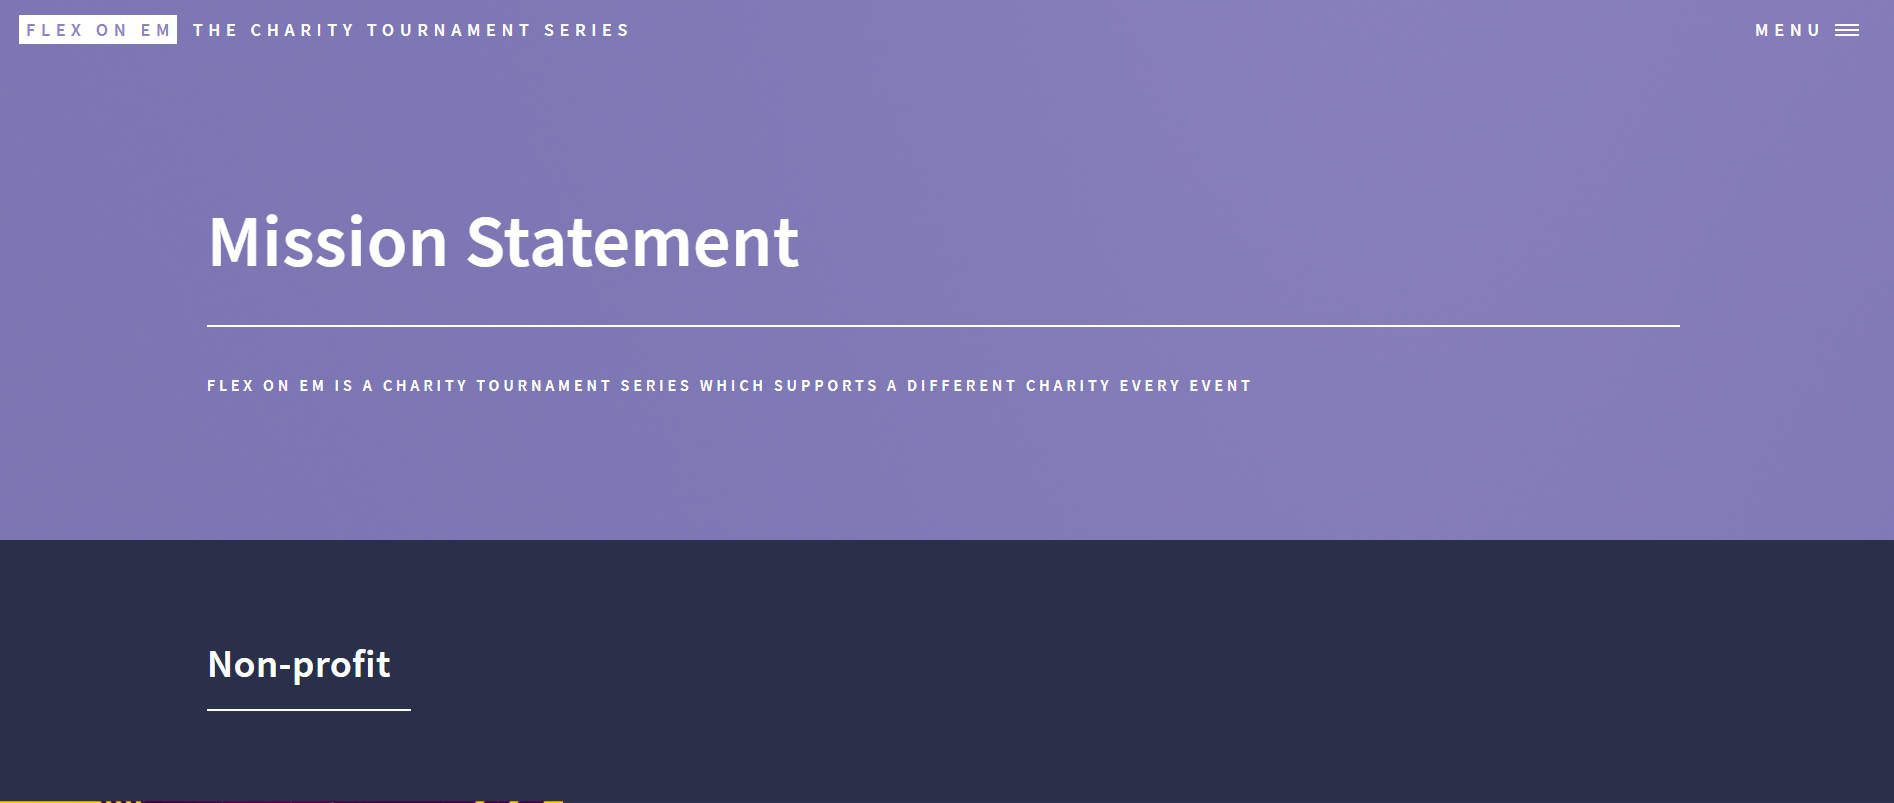 FLEX ON EM THE CHARITY TOURNAMENT SERIES
MENU
Mission Statement
FLEX ON EM IS A CHARITY TOURNAMENT SERIES WHICH SUPPORTS A DIFFERENT CHARITY EVERY EVENT
Non-profit